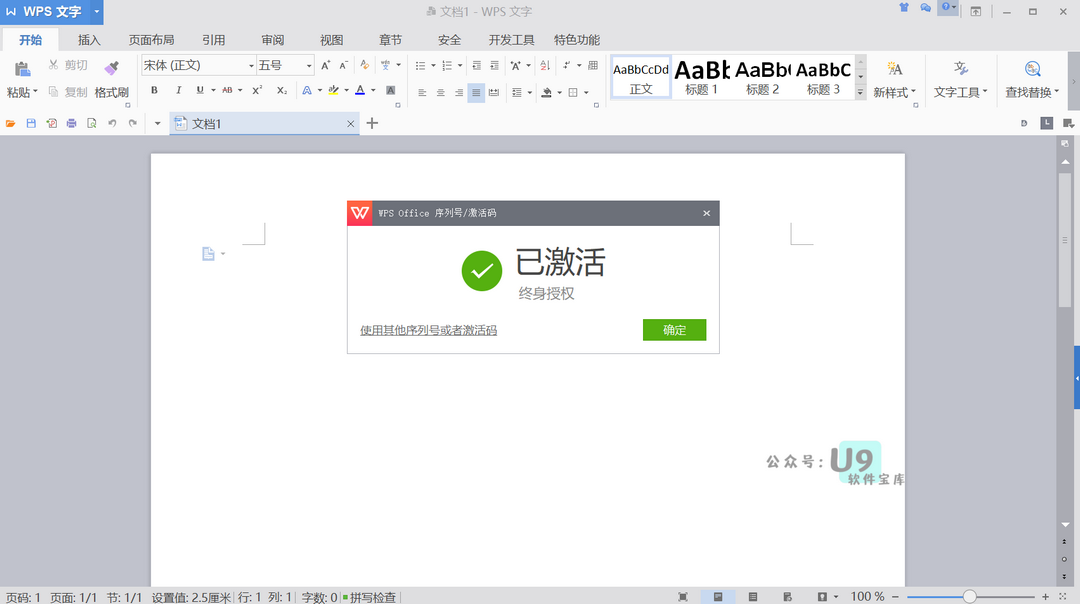 WPS 文字
文档1 - WPS 文字
开始 插入 页面布局 引用 审阅 视图 章节 安全 开发工具 特色功能
剪切 宋体 (正文) 五号
粘贴 复制 格式刷
AaBbCcDd AaBb AaBb( AaBbC
正文 标题 1 标题 2 标题 3 新样式 文字工具 查找替换
文档1
WPS Office 序列号/激活码
已激活
终身授权
使用其他序列号或者激活码 确定
公众号: U9
软件宝库
页码: 1 页面: 1/1 节: 1/1 设置值: 2.5厘米 行: 1 列: 1 字数: 0 拼写检查 100 %